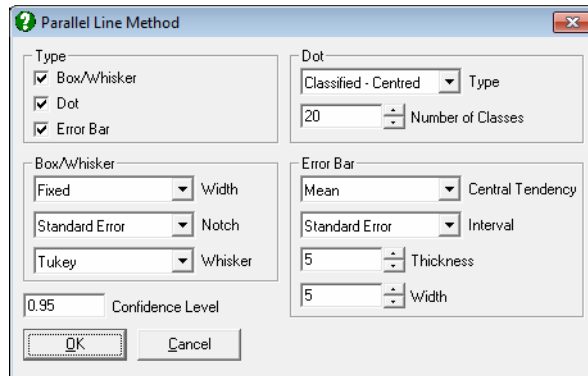 Parallel Line Method
Type
Box/Whisker
Dot
Error Bar
Dot
Classified - Centred Type
20 Number of Classes
Box/Whisker
Fixed Width
Standard Error Notch
Tukey Whisker
Error Bar
Mean Central Tendency
Standard Error Interval
5 Thickness
5 Width
0.95 Confidence Level
OK Cancel